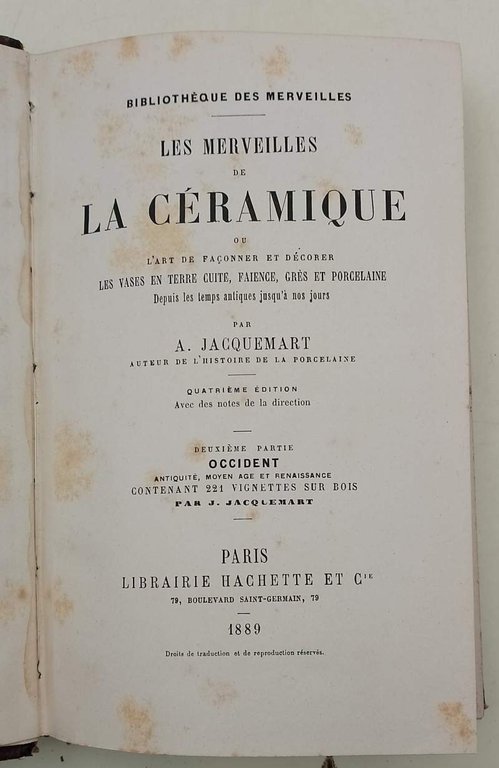 BIBLIOTHÈQUE DES MERVEILLES
LES MERVEILLES
DE
LA CÉRAMIQUE
OU
L'ART DE FAÇONNER ET DÉCORER
LES VASES EN TERRE CUITE, FAIENCE, GRÈS ET PORCELAINE
Depuis les temps antiques jusqu'à nos jours
PAR
A. JACQUEMART
AUTEUR DE L'HISTOIRE DE LA PORCELAINE
QUATRIÈME ÉDITION
Avec des notes de la direction
DEUXIÈME PARTIE
OCCIDENT
ANTIQUITÉ, MOYEN AGE ET RENAISSANCE
CONTENANT 221 VIGNETTES SUR BOIS
PAR J. JACQUEMART
PARIS
LIBRAIRIE HACHETTE ET Cie
79, BOULEVARD SAINT-GERMAIN, 79
1889
Droits de traduction et de reproduction réservés.